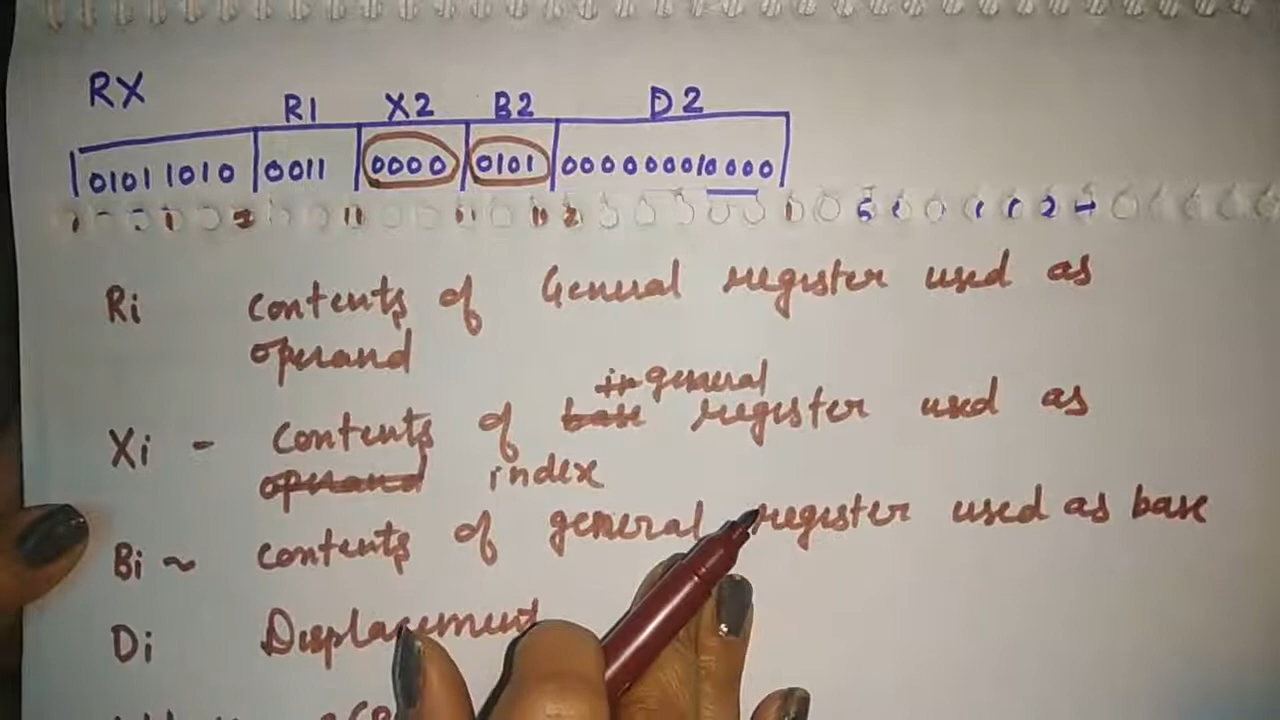 RX
R1 X2 B2 D2
0101 1010 0011 0000 0101 000000010000
Ri contents of General register used as
operand
in general
Xi - contents of base register used as
operand index
Bi ~ contents of general register used as base
Di Displacement